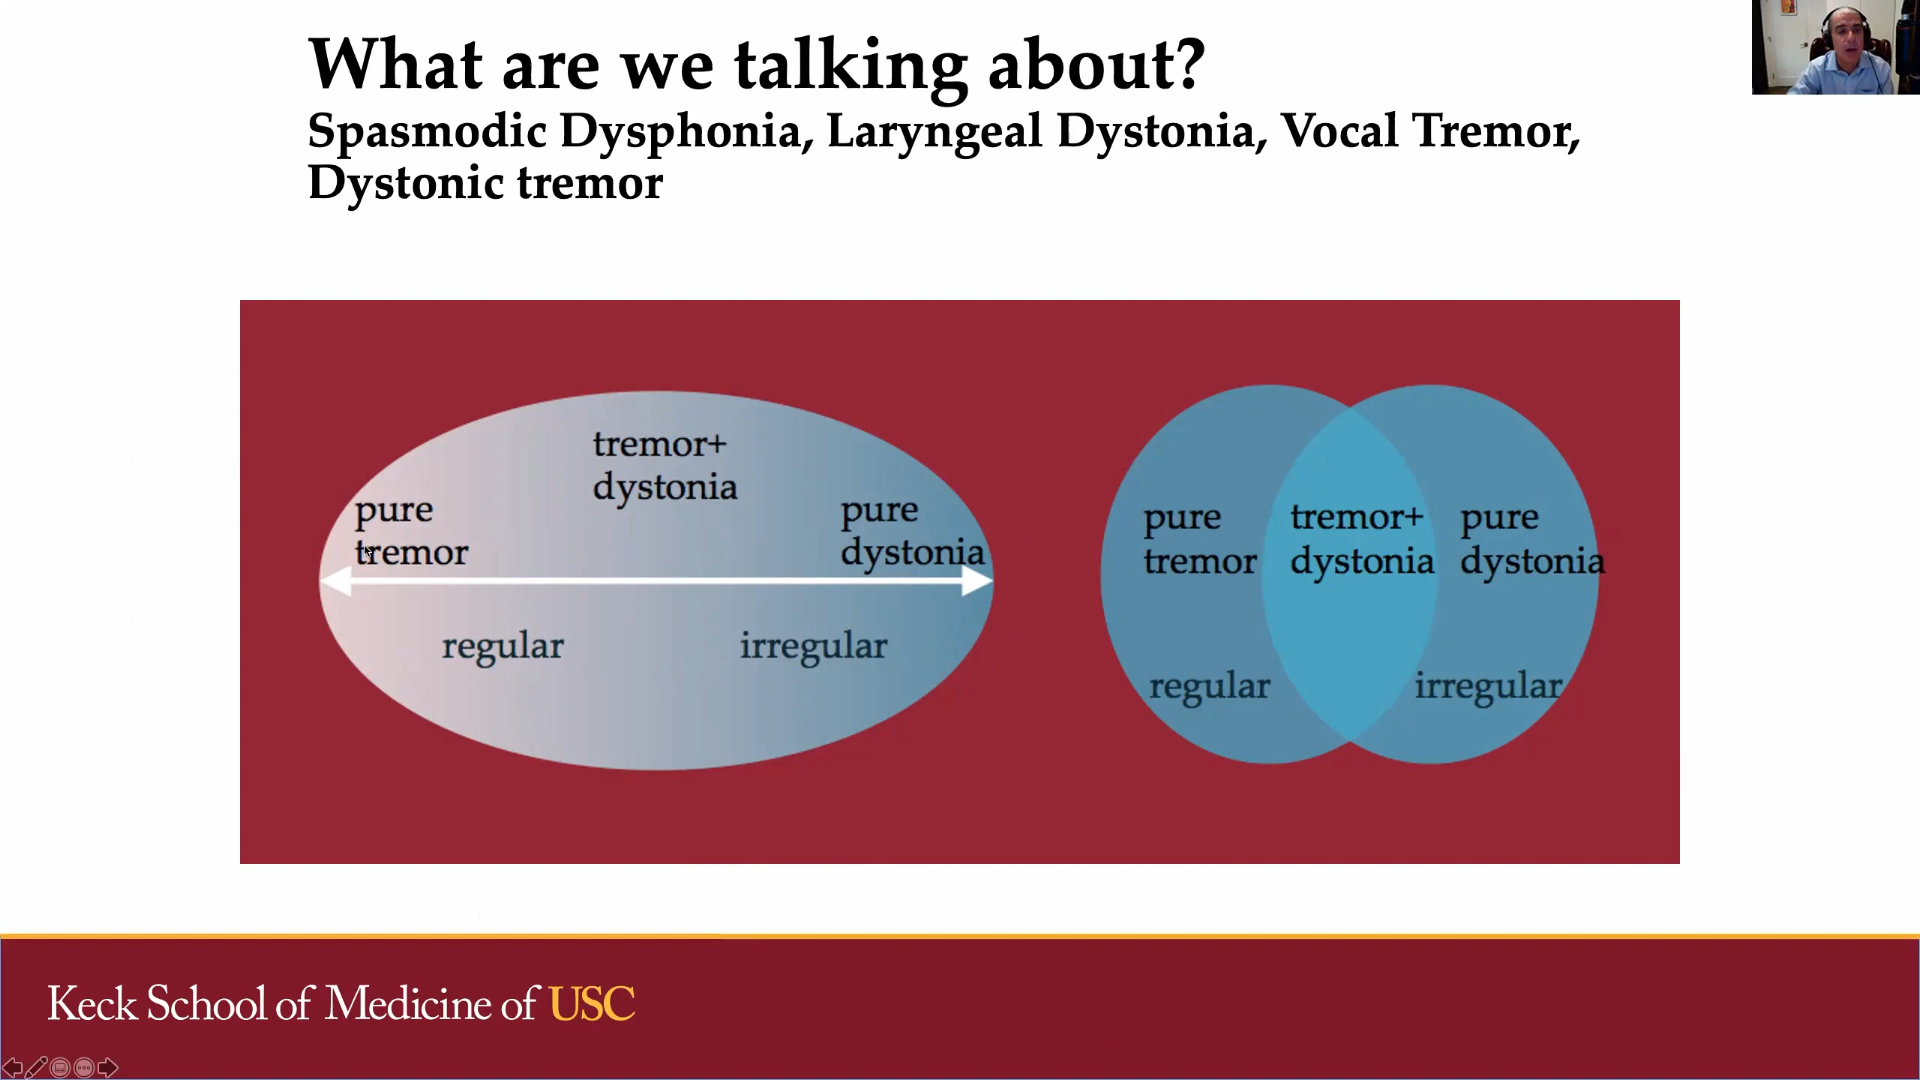 What are we talking about?
Spasmodic Dysphonia, Laryngeal Dystonia, Vocal Tremor,
Dystonic tremor
tremor+
dystonia
pure
tremor
pure
dystonia
regular
irregular
pure
tremor
tremor+
dystonia
pure
dystonia
regular
irregular
Keck School of Medicine of USC